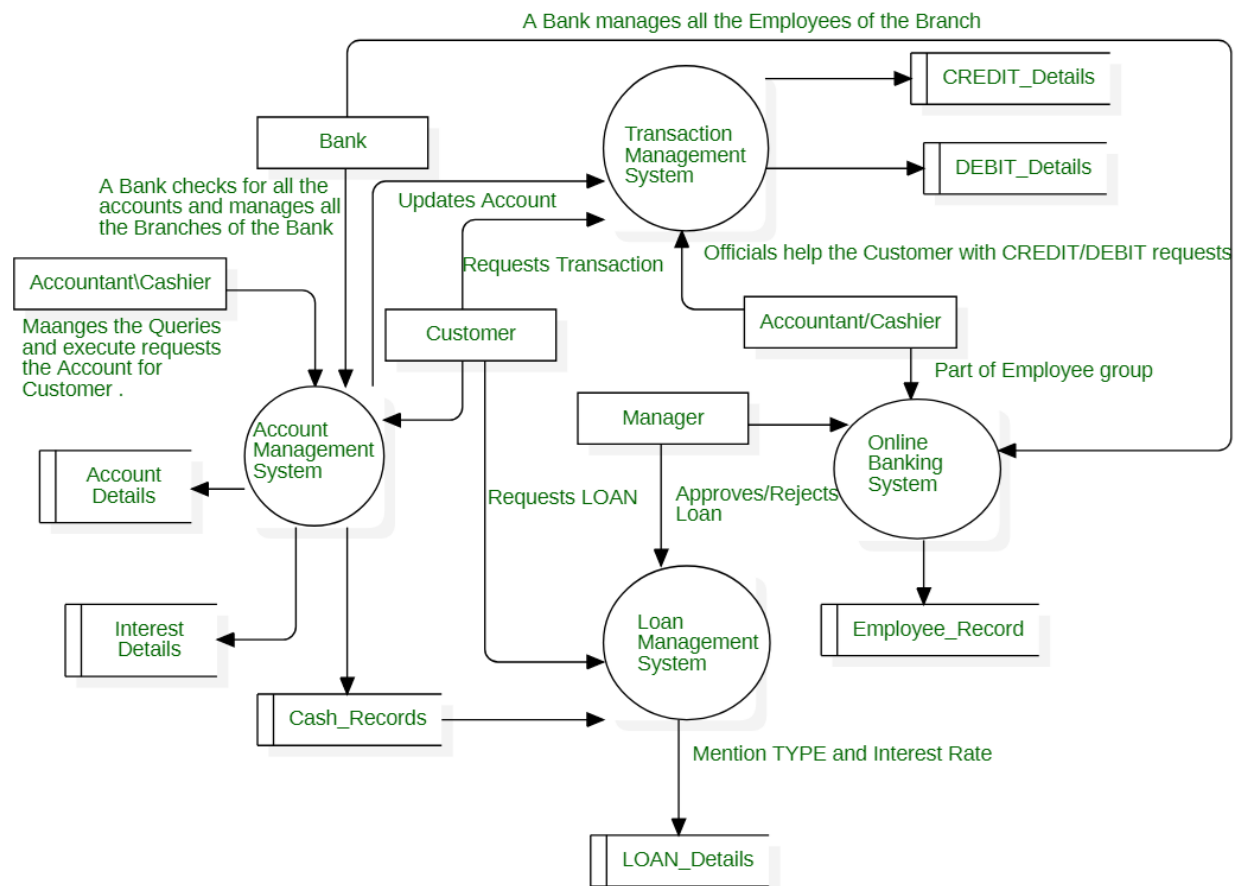 A Bank manages all the Employees of the Branch
CREDIT_Details
Bank
Transaction
Management
System
DEBIT_Details
A Bank checks for all the
accounts and manages all
the Branches of the Bank
Updates Account
Requests Transaction
Officials help the Customer with CREDIT/DEBIT requests
Accountant\Cashier
Maanges the Queries
and execute requests
the Account for
Customer .
Customer
Accountant/Cashier
Part of Employee group
Manager
Account
Management
System
Online
Banking
System
Account
Details
Requests LOAN
Approves/Rejects
Loan
Interest
Details
Loan
Management
System
Employee_Record
Cash_Records
Mention TYPE and Interest Rate
LOAN_Details